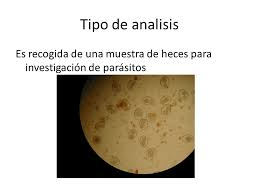 Tipo de analisis
Es recogida de una muestra de heces para
investigación de parásitos